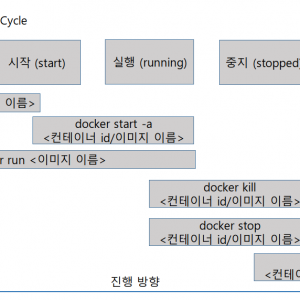 Cycle
시작 (start)
실행 (running)
중지 (stopped)
이름>
docker start -a
<컨테이너 id/이미지 이름>
r run <이미지 이름>
docker kill
<컨테이너 id/이미지 이름>
docker stop
<컨테이너 id/이미지 이름>
<컨테이너
진행 방향